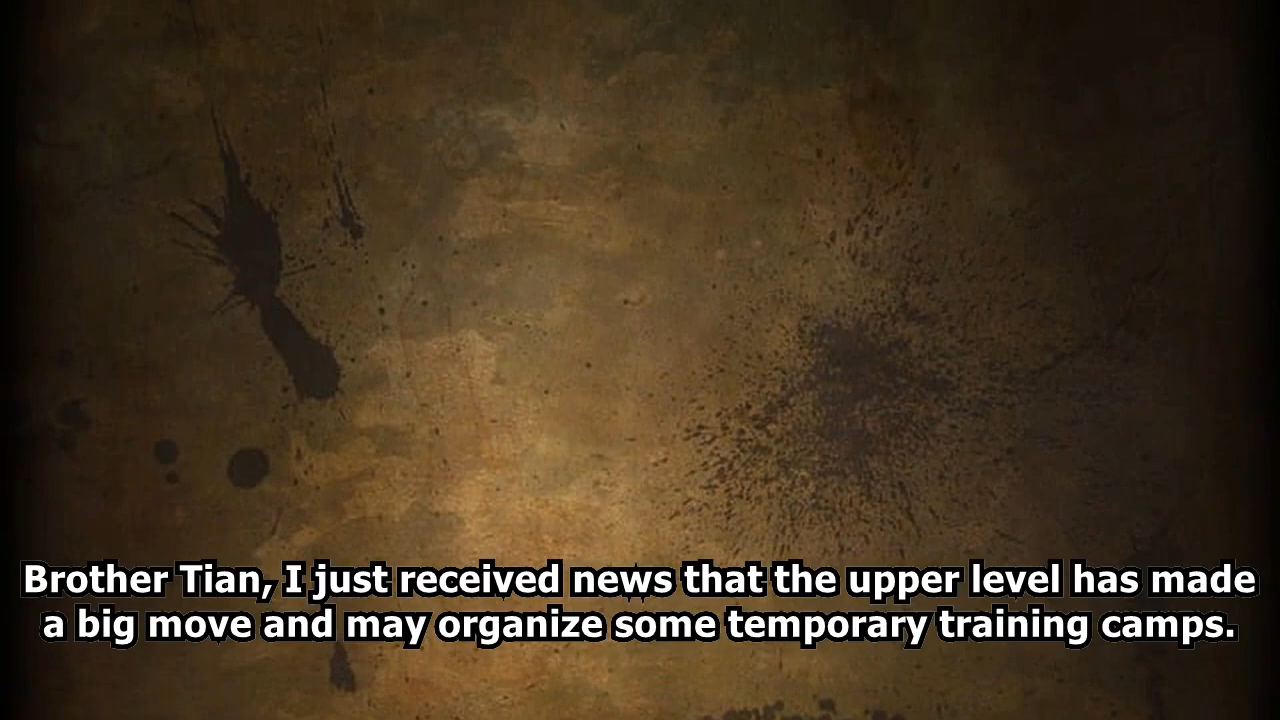 Brother Tian, I just received news that the upper level has made
a big move and may organize some temporary training camps.